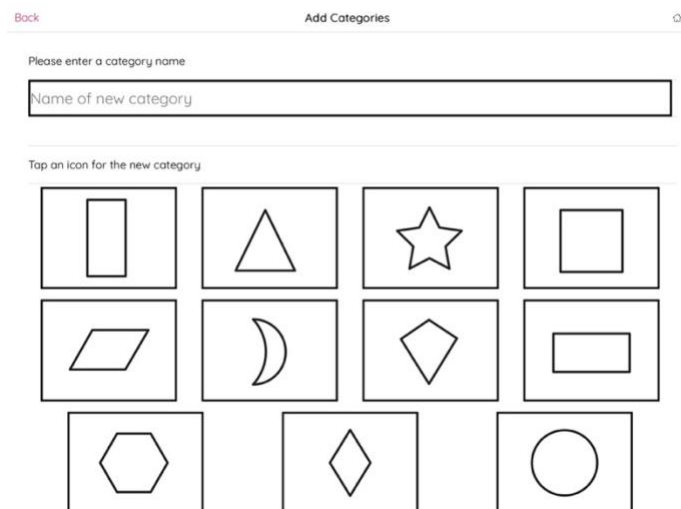 Back
Add Categories
Please enter a category name
Name of new category
Tap an icon for the new category